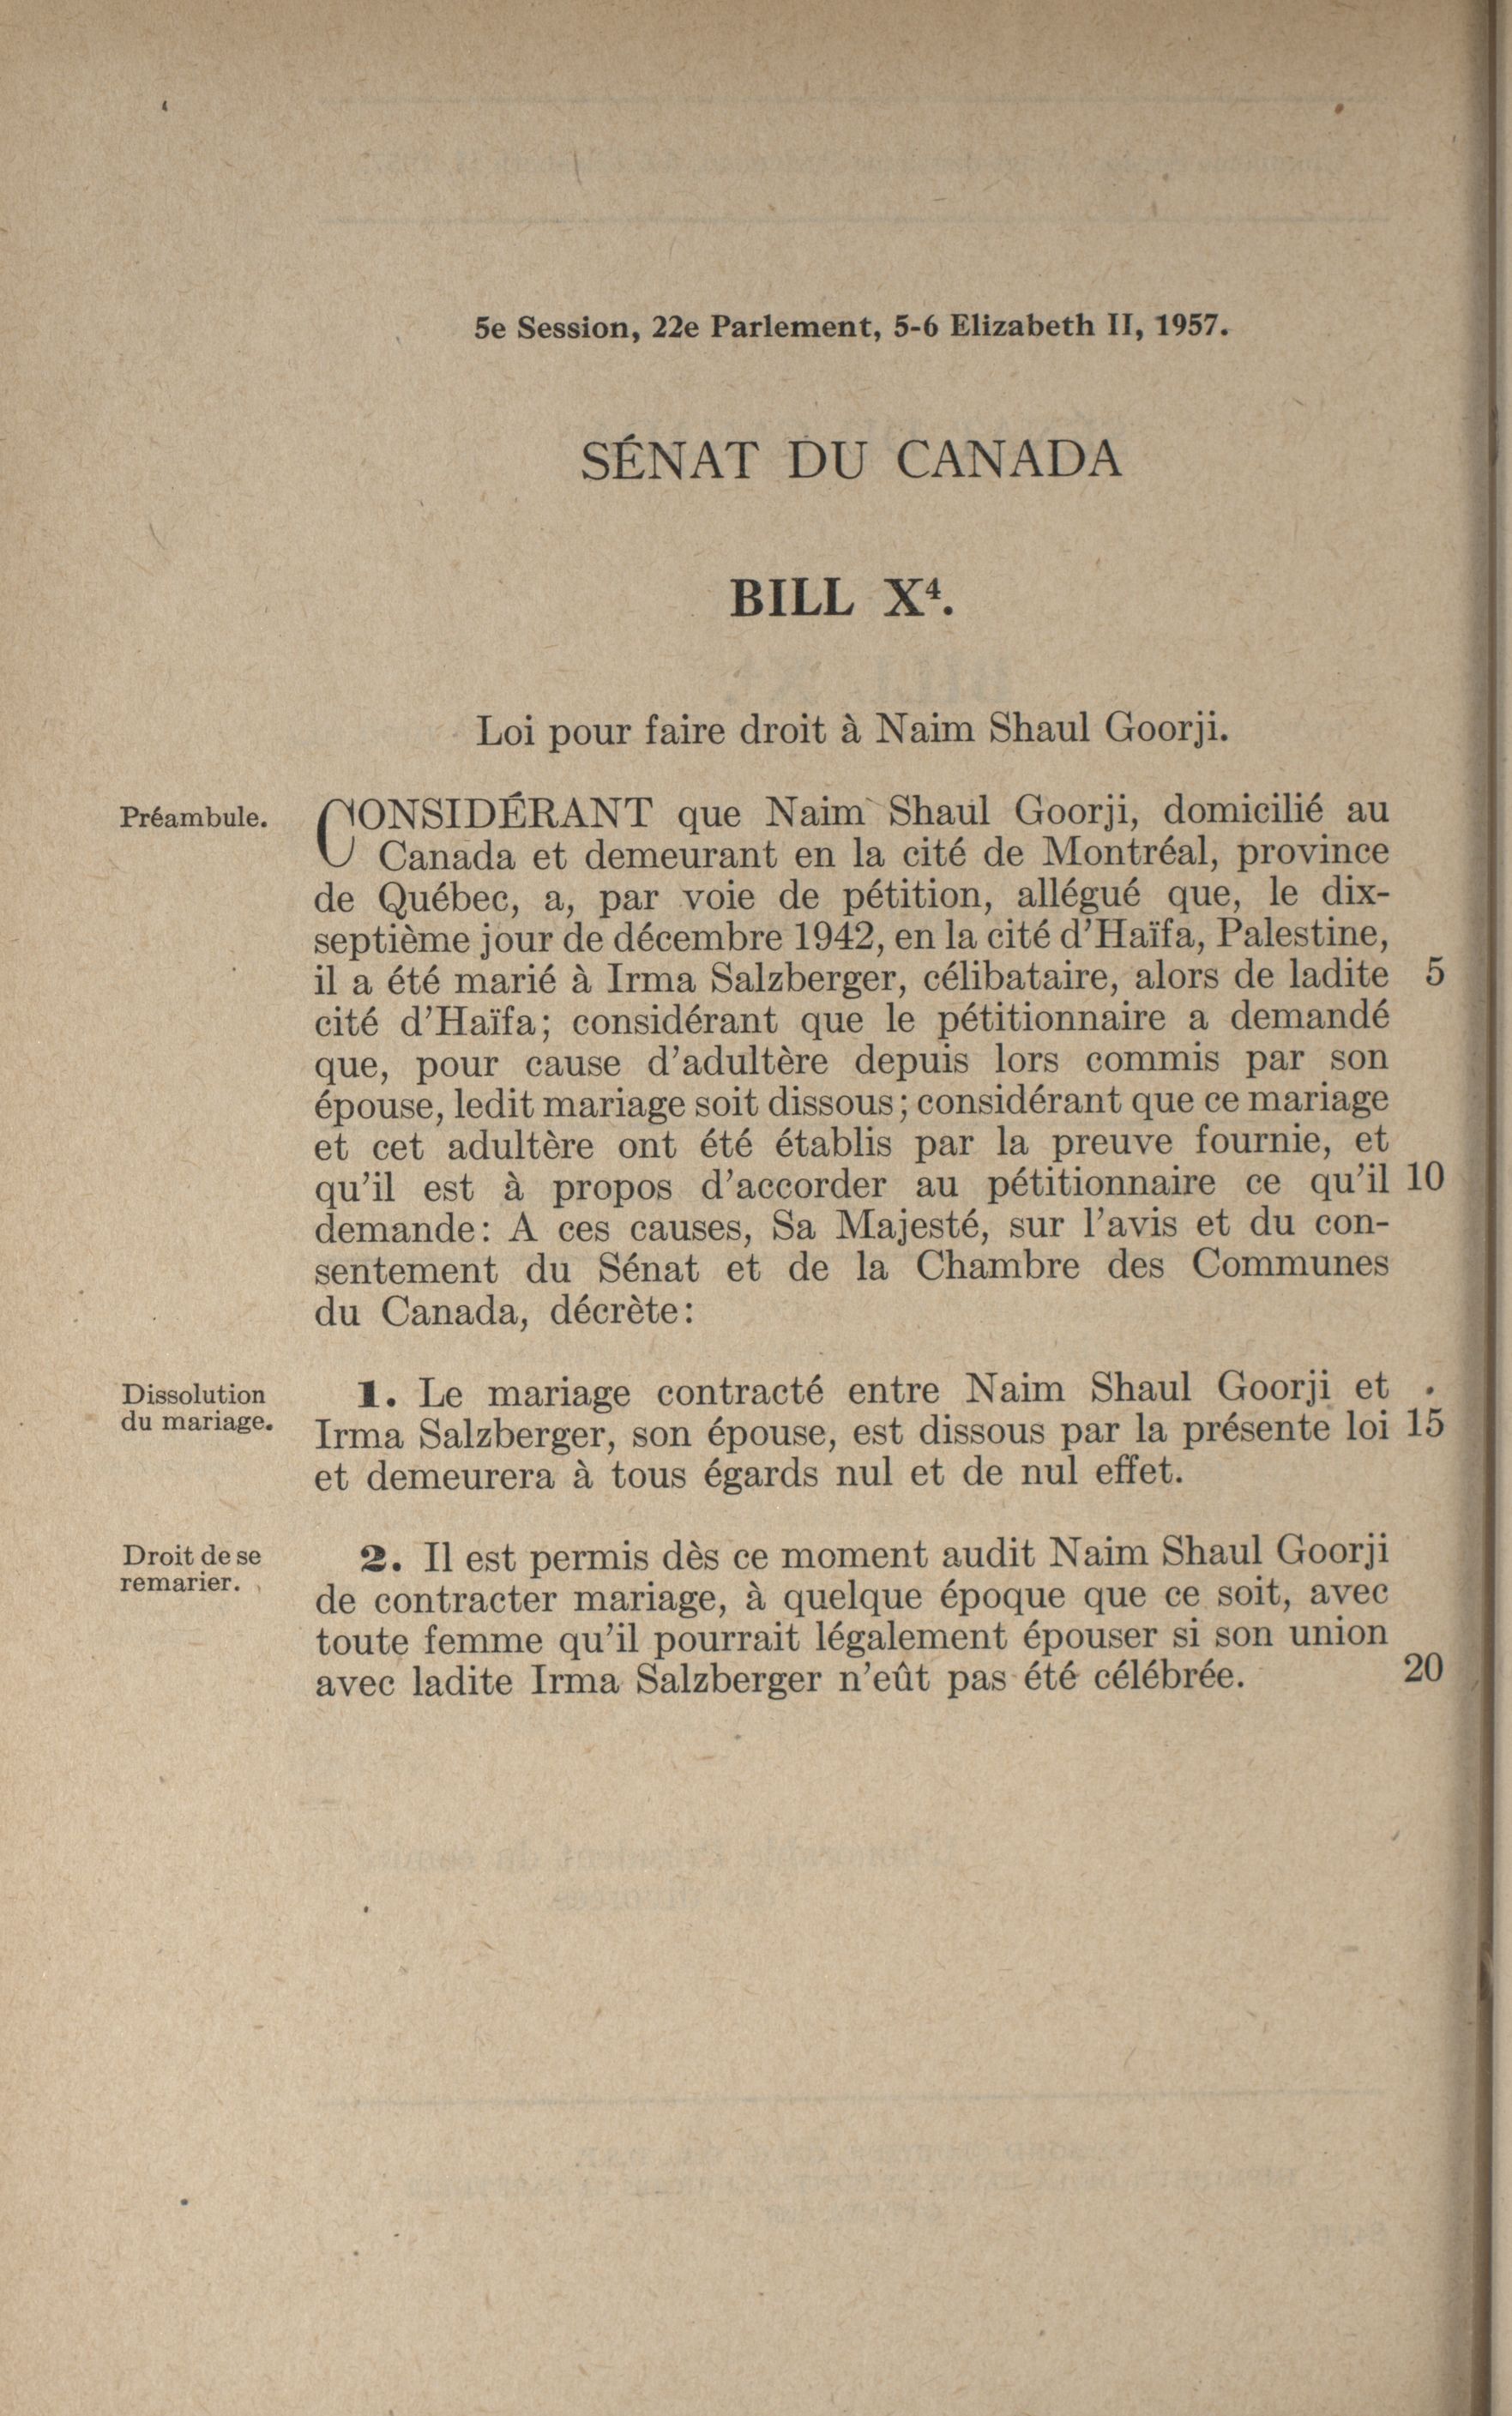 5e Session, 22e Parlement, 5-6 Elizabeth II, 1957.
SÉNAT DU CANADA
BILL X⁴.
Loi pour faire droit à Naim Shaul Goorji.
Préambule.
CONSIDÉRANT que Naim Shaul Goorji, domicilié au
Canada et demeurant en la cité de Montréal, province
de Québec, a, par voie de pétition, allégué que, le dix-
septième jour de décembre 1942, en la cité d'Haïfa, Palestine,
il a été marié à Irma Salzberger, célibataire, alors de ladite 5
cité d'Haïfa; considérant que le pétitionnaire a demandé
que, pour cause d'adultère depuis lors commis par son
épouse, ledit mariage soit dissous; considérant que ce mariage
et cet adultère ont été établis par la preuve fournie, et
qu'il est à propos d'accorder au pétitionnaire ce qu'il 10
demande: A ces causes, Sa Majesté, sur l'avis et du con-
sentement du Sénat et de la Chambre des Communes
du Canada, décrète:
Dissolution
du mariage.
1. Le mariage contracté entre Naim Shaul Goorji et
Irma Salzberger, son épouse, est dissous par la présente loi 15
et demeurera à tous égards nul et de nul effet.
Droit de se
remarier.
2. Il est permis dès ce moment audit Naim Shaul Goorji
de contracter mariage, à quelque époque que ce soit, avec
toute femme qu'il pourrait légalement épouser si son union
avec ladite Irma Salzberger n'eût pas été célébrée. 20